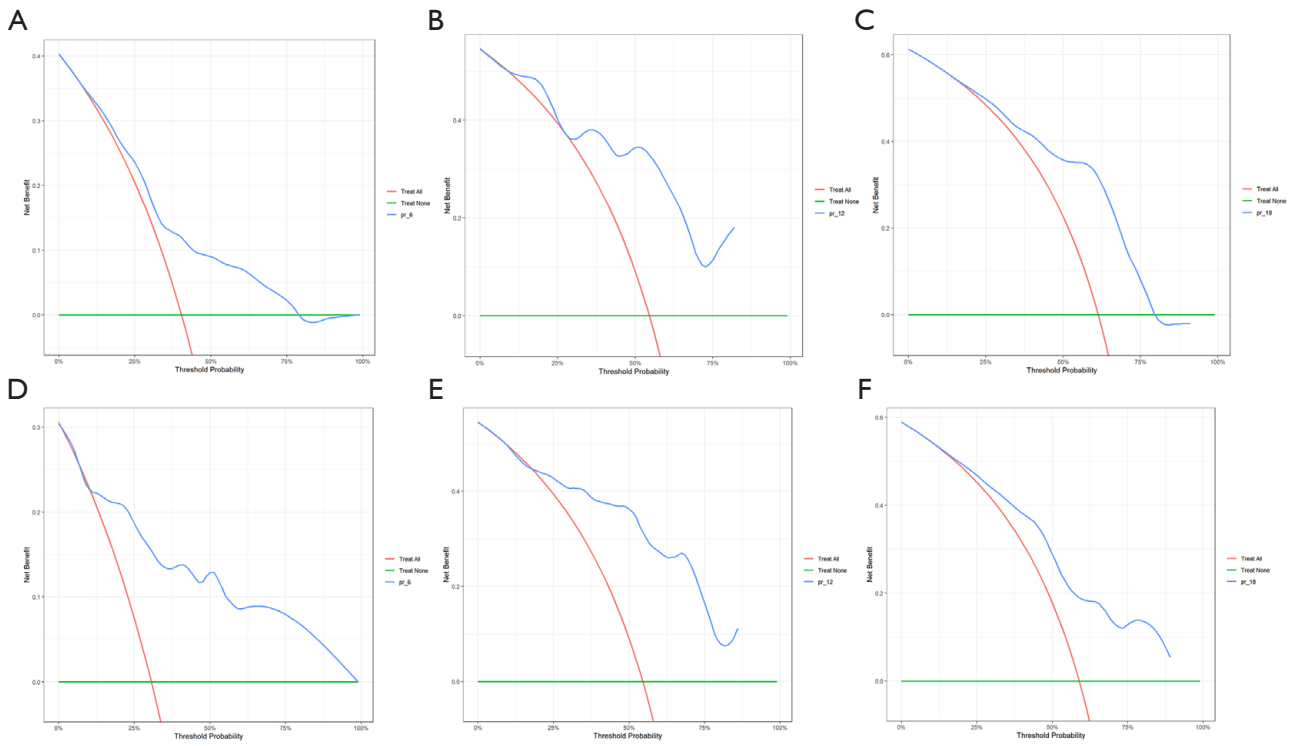 A
0.4
0.3
0.2
0.1
0.0
Net Benefit
0%
25%
50%
75%
100%
Threshold Probability
Treat All
Treat None
pr_6
B
0.4
0.2
0.0
Net Benefit
0%
25%
50%
75%
100%
Threshold Probability
Treat All
Treat None
pr_12
C
0.6
0.4
0.2
0.0
Net Benefit
0%
25%
50%
75%
100%
Threshold Probability
Treat All
Treat None
pr_18
D
0.3
0.2
0.1
0.0
Net Benefit
0%
25%
50%
75%
100%
Threshold Probability
Treat All
Treat None
pr_6
E
0.4
0.2
0.0
Net Benefit
0%
25%
50%
75%
100%
Threshold Probability
Treat All
Treat None
pr_12
F
0.6
0.4
0.2
0.0
Net Benefit
0%
25%
50%
75%
100%
Threshold Probability
Treat All
Treat None
pr_18